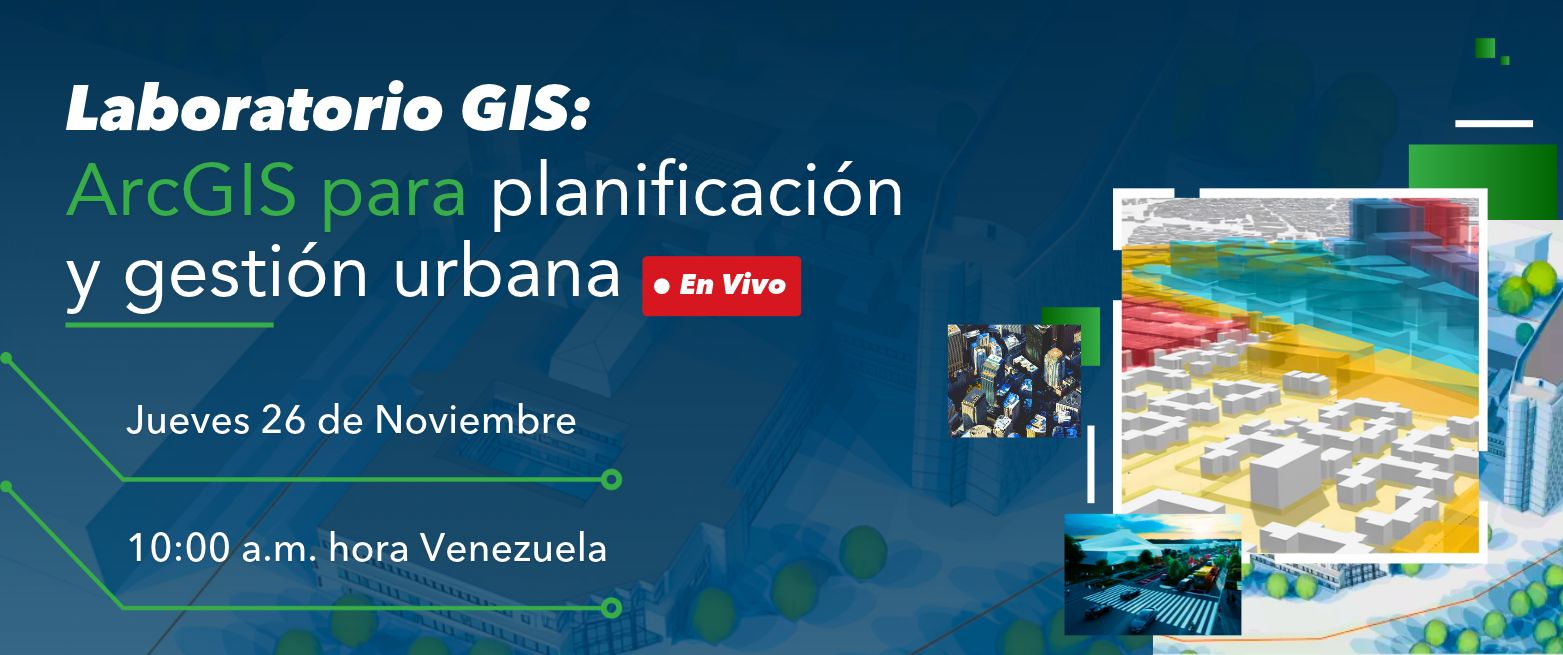 Laboratorio GIS:
ArcGIS para planificación
y gestión urbana
En Vivo
Jueves 26 de Noviembre
10:00 a.m. hora Venezuela